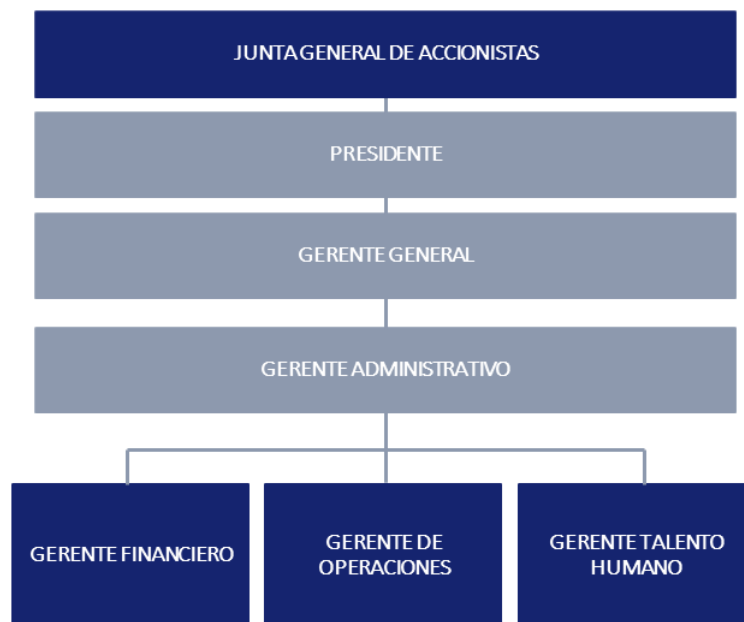 JUNTA GENERAL DE ACCIONISTAS
PRESIDENTE
GERENTE GENERAL
GERENTE ADMINISTRATIVO
GERENTE FINANCIERO
GERENTE DE
OPERACIONES
GERENTE TALENTO
HUMANO